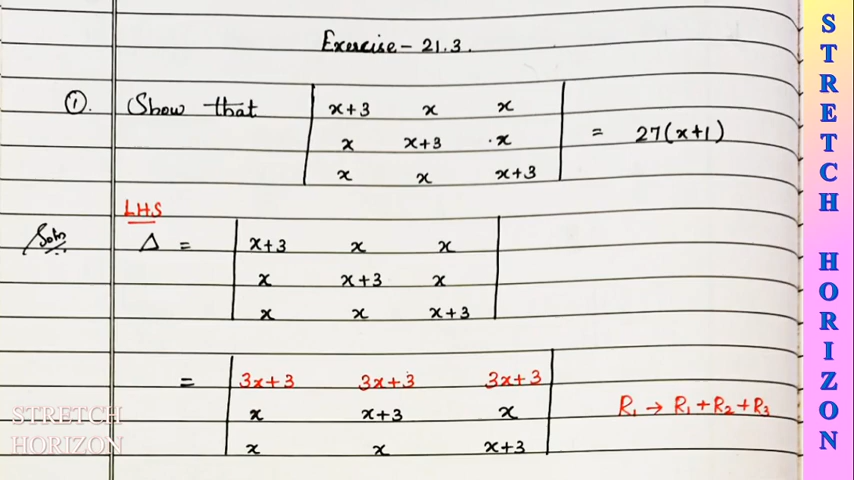 Exercise - 21.3.
①. Show that | x+3 x x |
| x x+3 x | = 27(x+1)
| x x x+3 |
LHS
Soln Δ = | x+3 x x |
| x x+3 x |
| x x x+3 |
= | 3x+3 3x+3 3x+3 |
| x x+3 x | R₁ → R₁ + R₂ + R₃
| x x x+3 |
STRETCH
HORIZON
STRETCH HORIZON